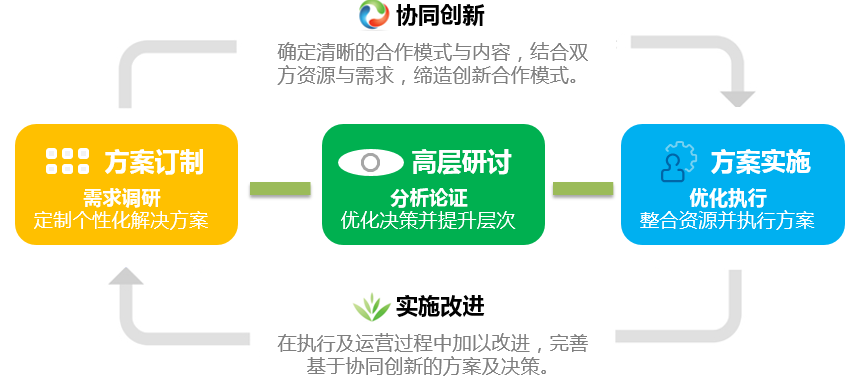 协同创新
确定清晰的合作模式与内容，结合双
方资源与需求，缔造创新合作模式。
方案订制
需求调研
定制个性化解决方案
高层研讨
分析论证
优化决策并提升层次
方案实施
优化执行
整合资源并执行方案
实施改进
在执行及运营过程中加以改进，完善
基于协同创新的方案及决策。